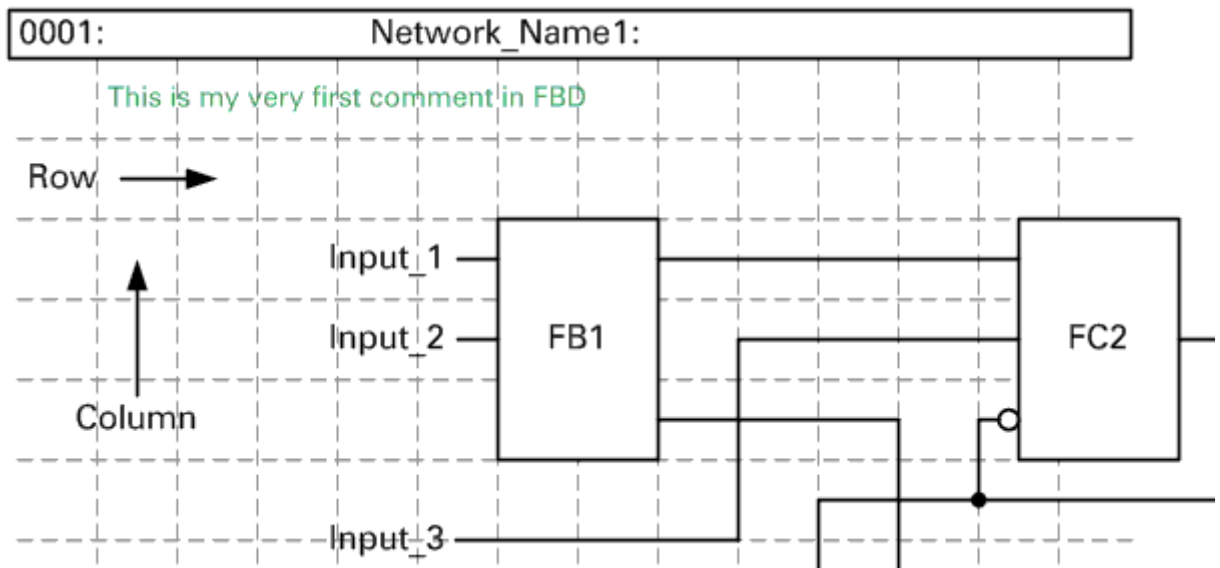 0001: Network_Name1:
This is my very first comment in FBD
Row
Input_1
Input_2 FB1 FC2
Column
Input_3